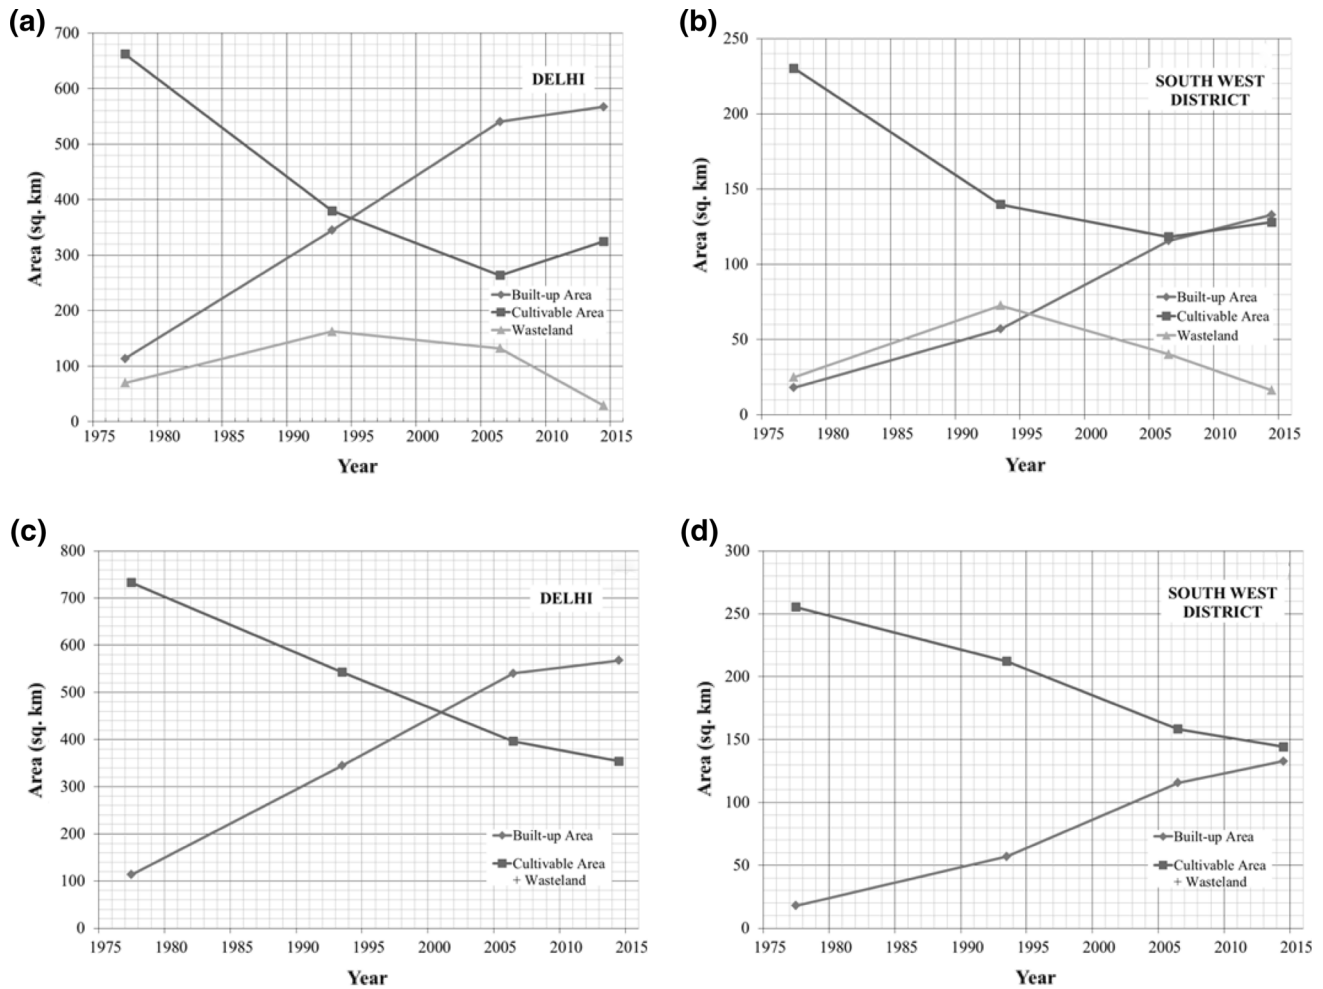 (a)
700
600
500
400
300
200
100
0
Area (sq. km)
DELHI
Built-up Area
Cultivable Area
Wasteland
1975 1980 1985 1990 1995 2000 2005 2010 2015
Year
(b)
250
200
150
100
50
0
Area (sq. km)
SOUTH WEST
DISTRICT
Built-up Area
Cultivable Area
Wasteland
1975 1980 1985 1990 1995 2000 2005 2010 2015
Year
(c)
800
700
600
500
400
300
200
100
0
Area (sq. km)
DELHI
Built-up Area
Cultivable Area
+ Wasteland
1975 1980 1985 1990 1995 2000 2005 2010 2015
Year
(d)
300
250
200
150
100
50
0
Area (sq. km)
SOUTH WEST
DISTRICT
Built-up Area
Cultivable Area
+ Wasteland
1975 1980 1985 1990 1995 2000 2005 2010 2015
Year